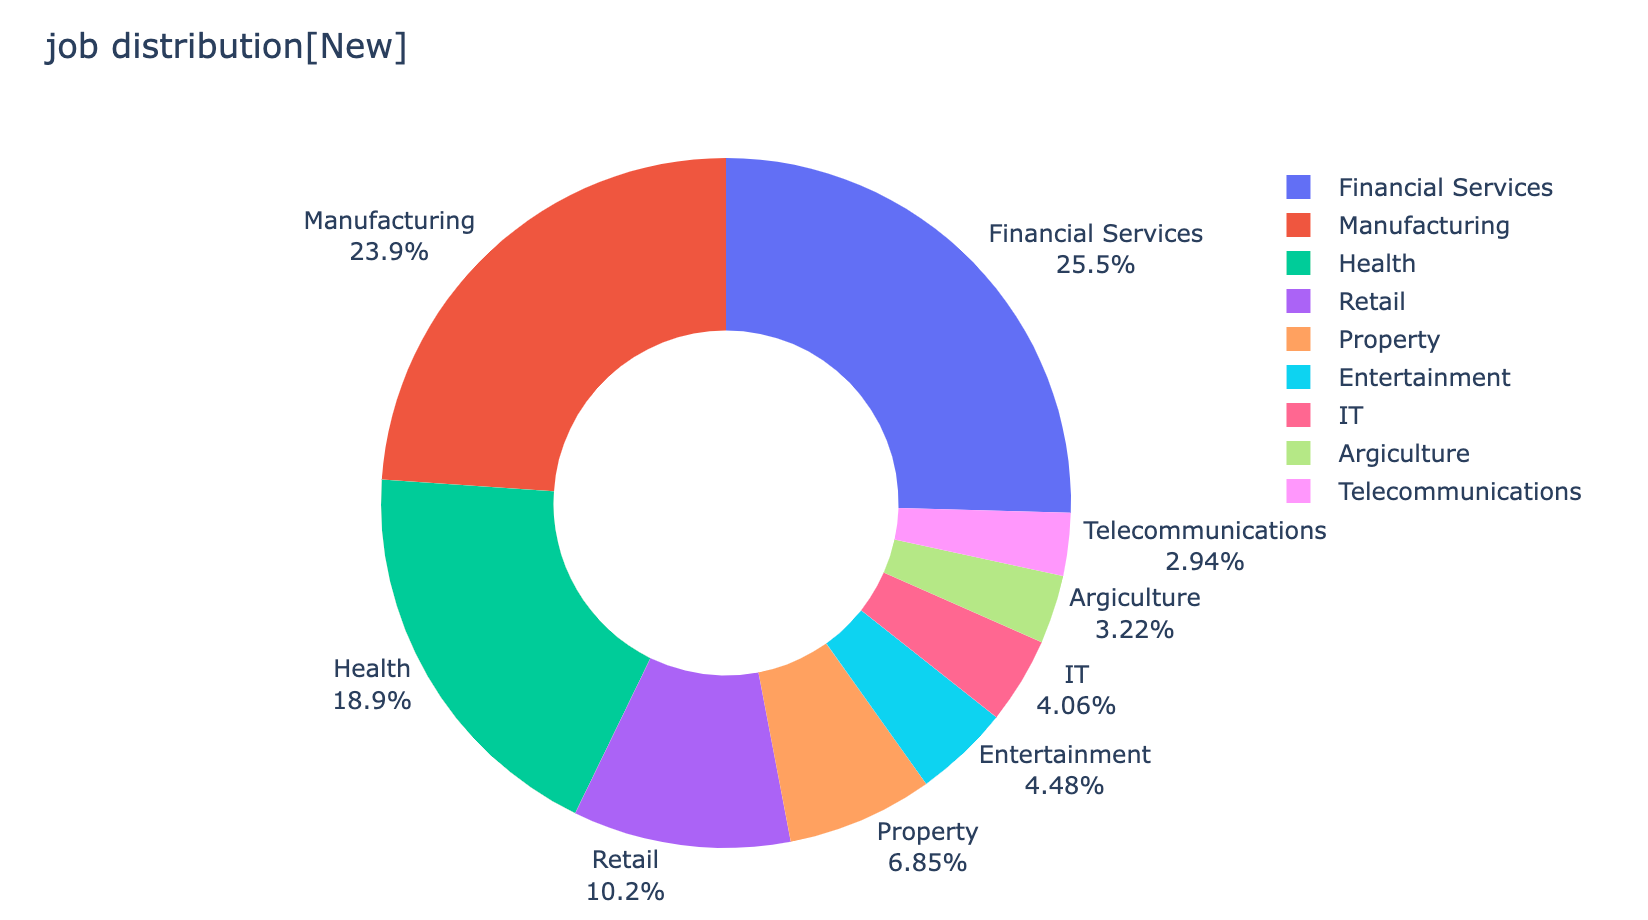 job distribution[New]
Manufacturing
23.9%
Financial Services
25.5%
Telecommunications
2.94%
Argiculture
3.22%
IT
4.06%
Entertainment
4.48%
Property
6.85%
Retail
10.2%
Health
18.9%
Financial Services
Manufacturing
Health
Retail
Property
Entertainment
IT
Argiculture
Telecommunications